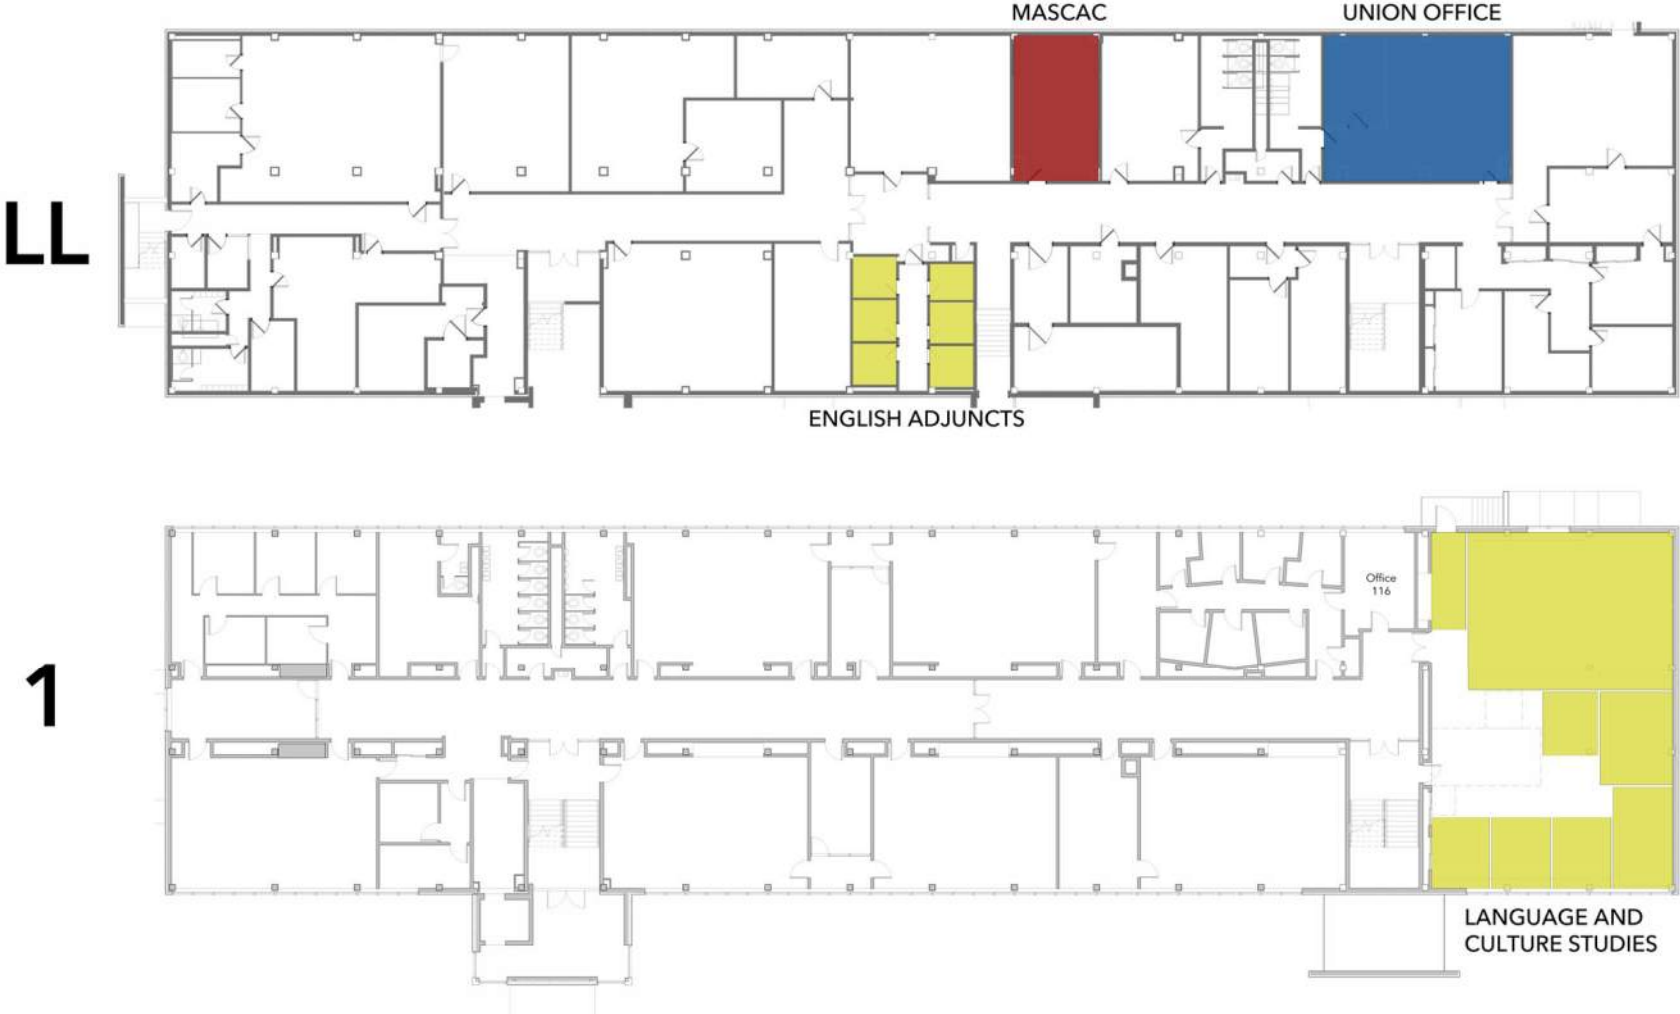 MASCAC
UNION OFFICE
LL
ENGLISH ADJUNCTS
Office
116
1
LANGUAGE AND
CULTURE STUDIES